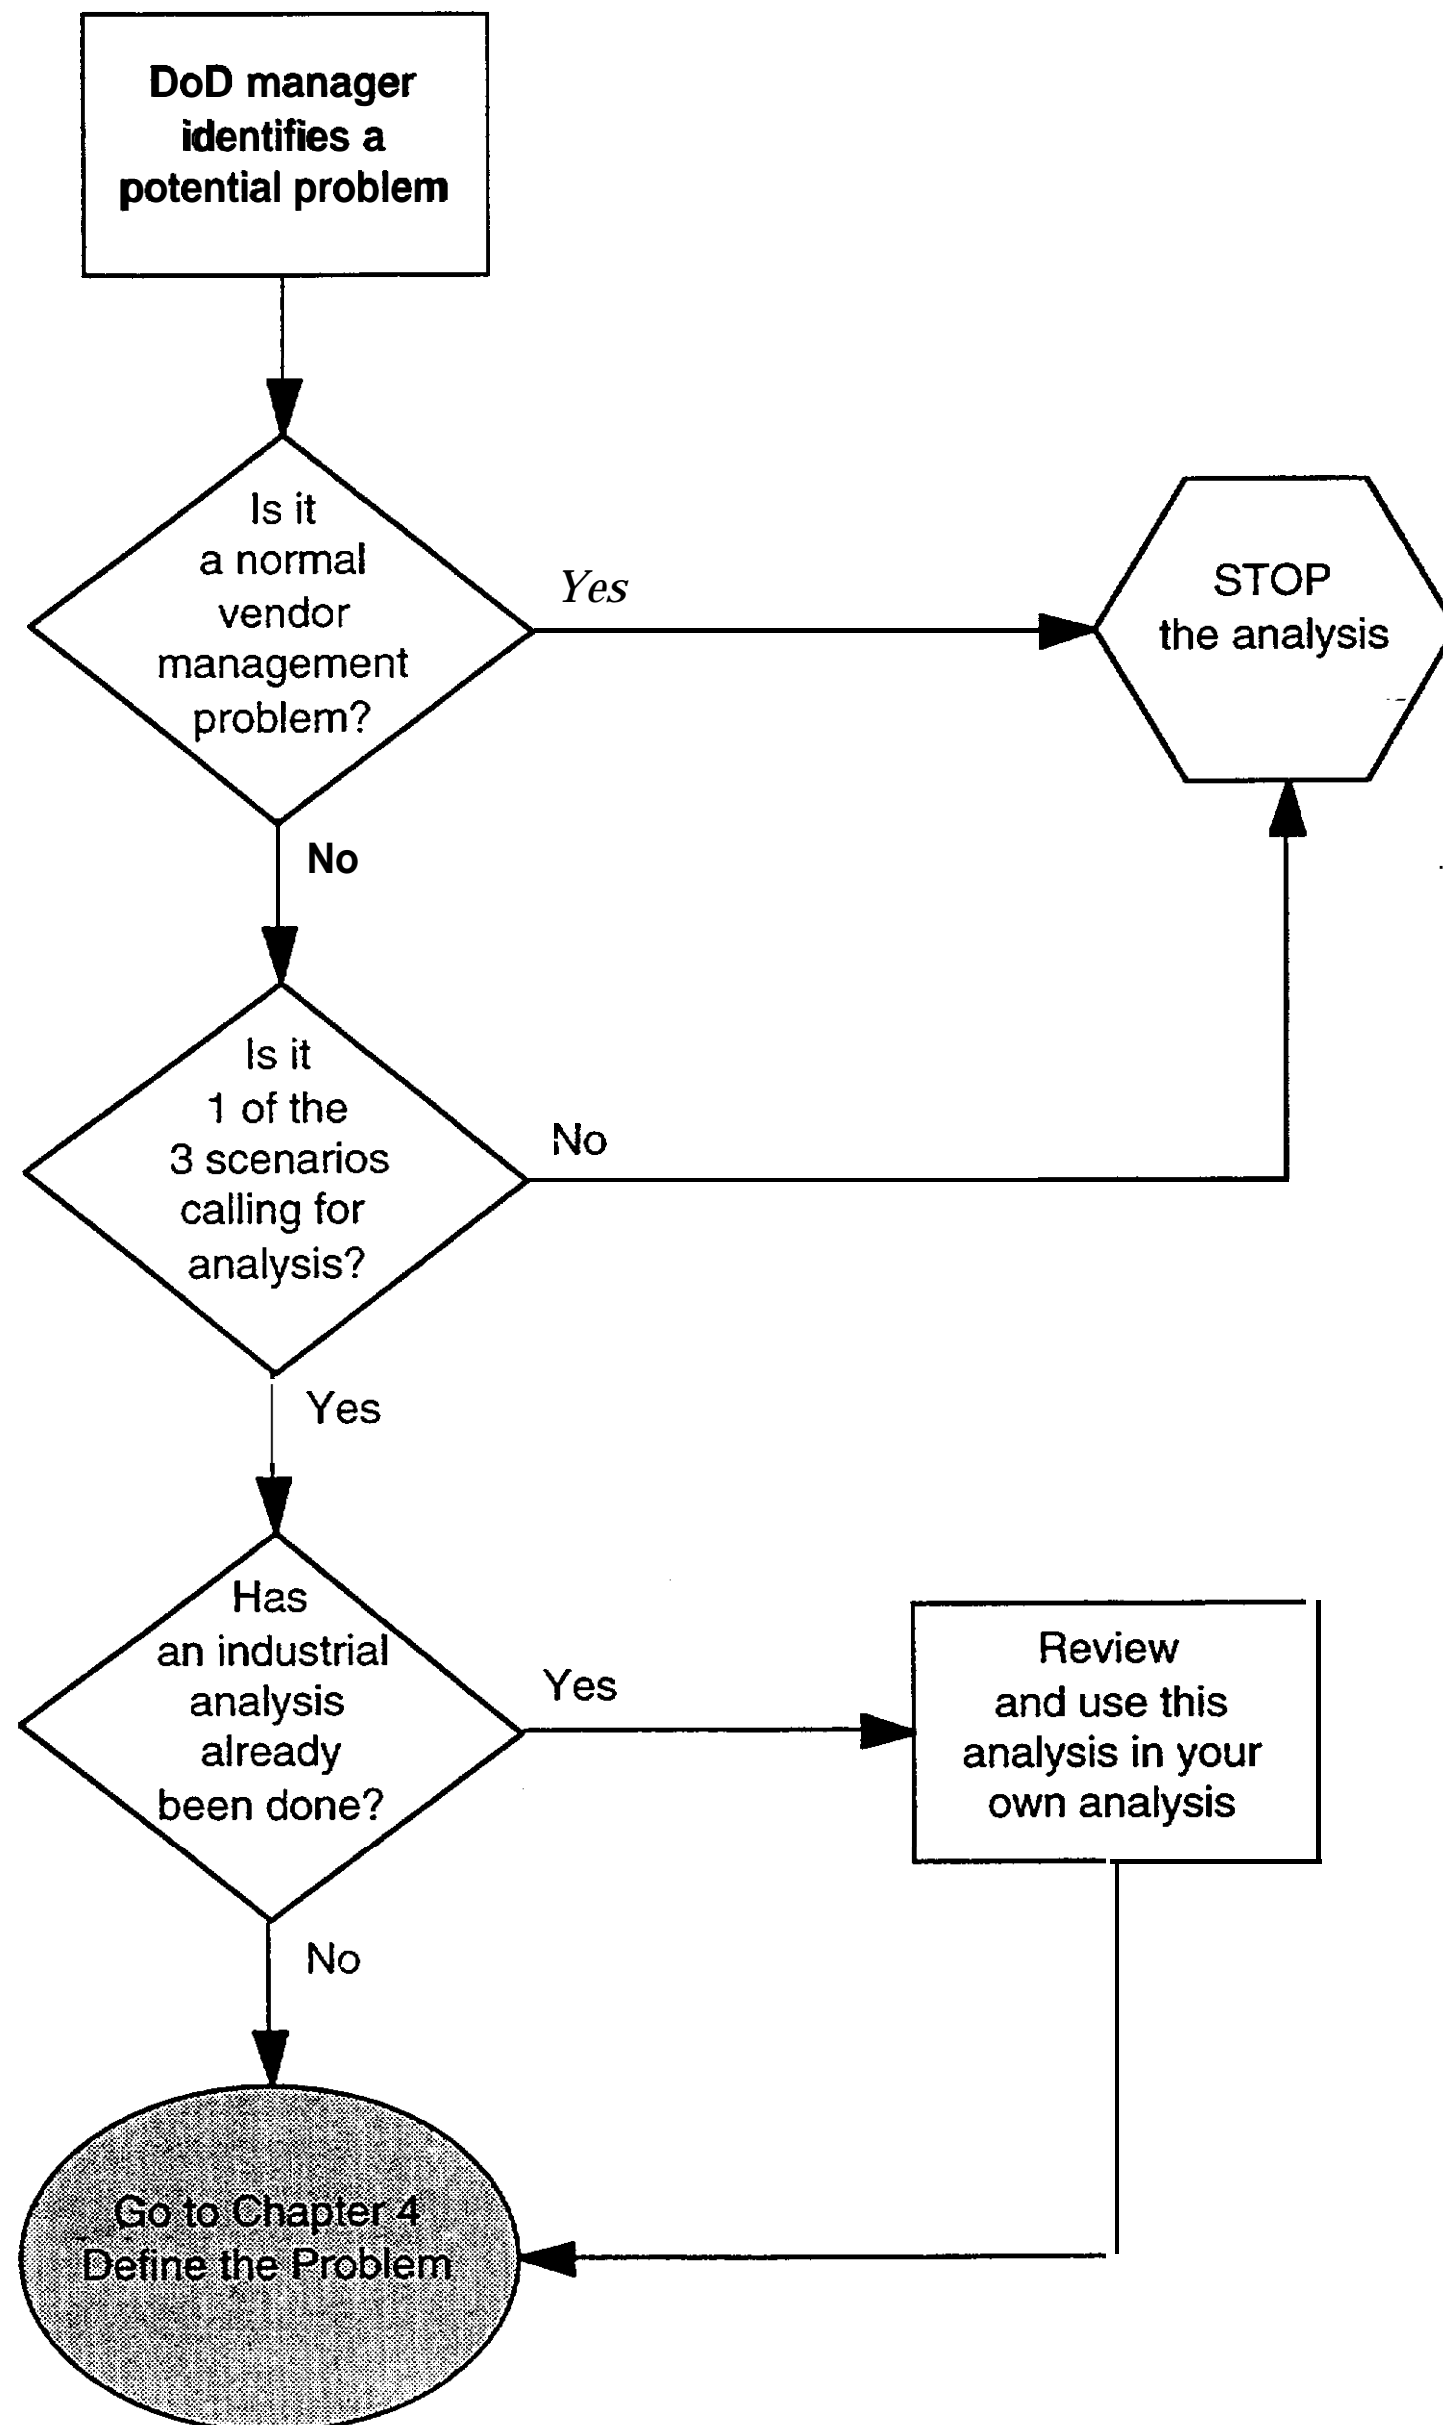 DoD manager
identifies a
potential problem
Is it
a normal
vendor
management
problem?
Yes
STOP
the analysis
No
Is it
1 of the
3 scenarios
calling for
analysis?
No
Yes
Has
an industrial
analysis
already
been done?
Yes
Review
and use this
analysis in your
own analysis
No
Go to Chapter 4
Define the Problem